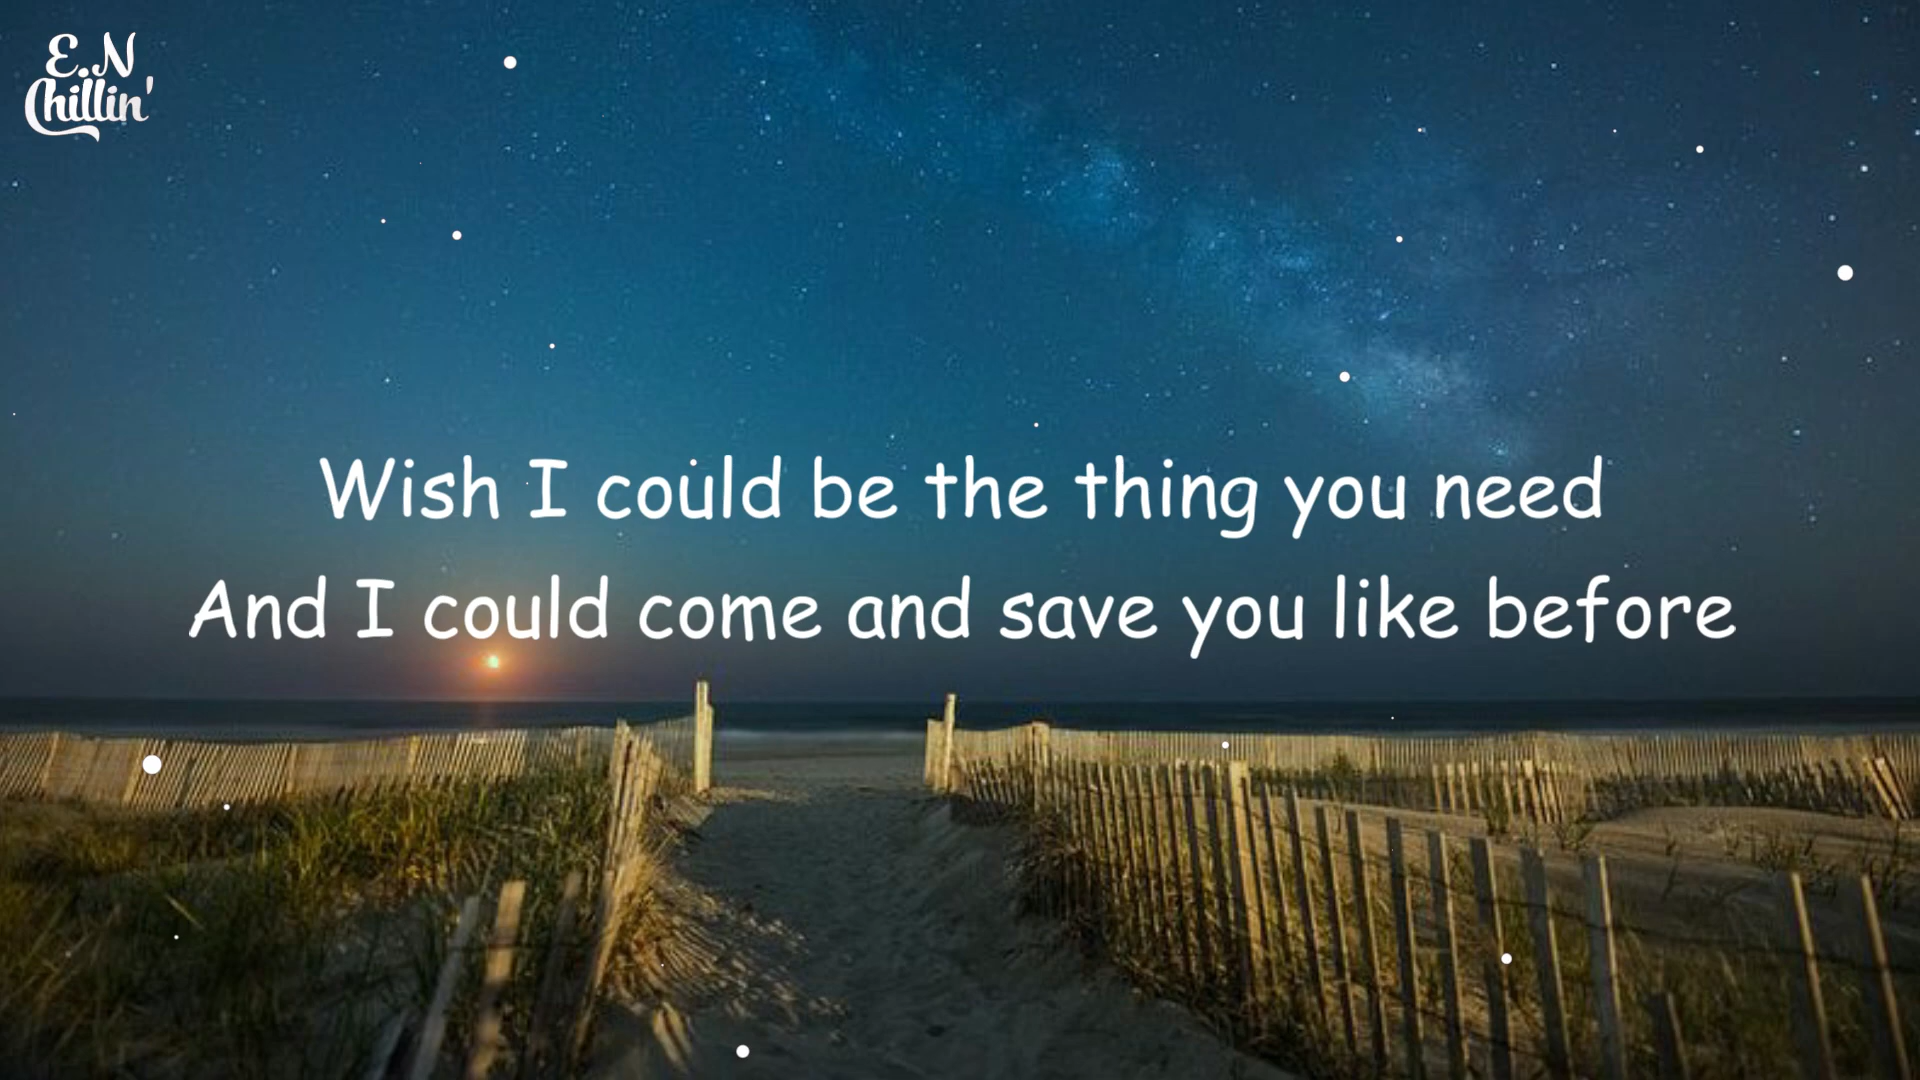 E.N
Chillin'
Wish I could be the thing you need
And I could come and save you like before